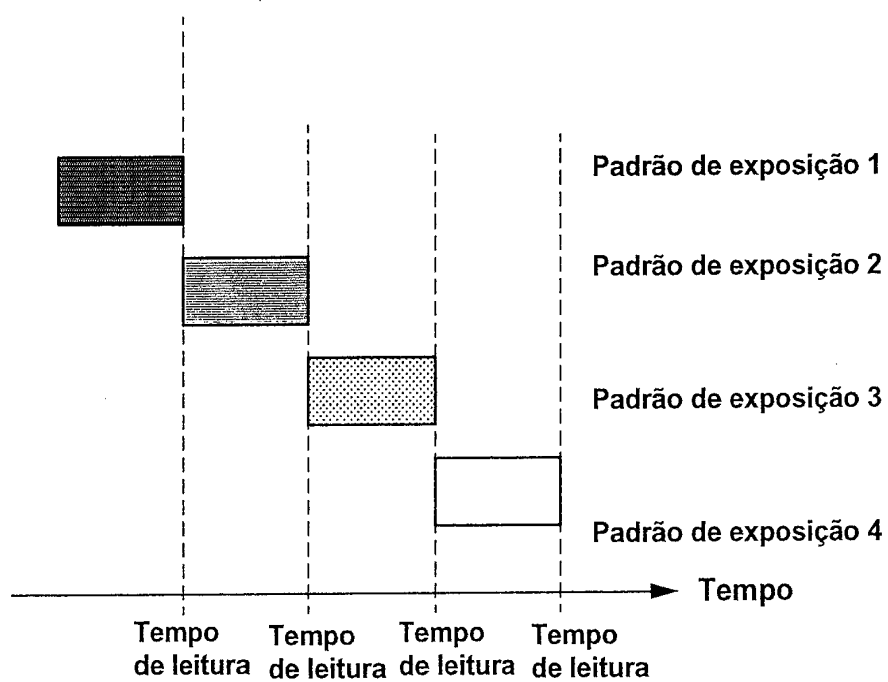 Padrão de exposição 1
Padrão de exposição 2
Padrão de exposição 3
Padrão de exposição 4
Tempo
Tempo de leitura
Tempo de leitura
Tempo de leitura
Tempo de leitura